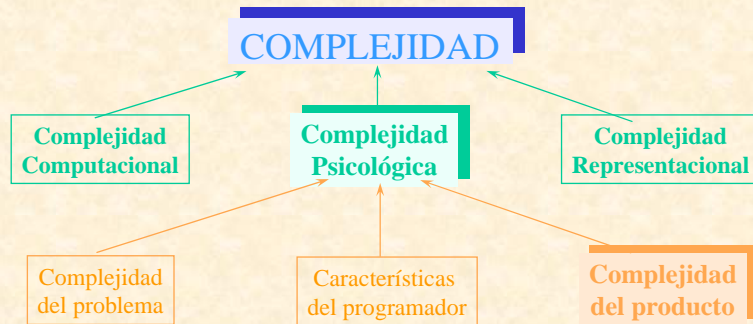 COMPLEJIDAD
Complejidad
Computacional
Complejidad
Psicológica
Complejidad
Representacional
Complejidad
del problema
Características
del programador
Complejidad
del producto